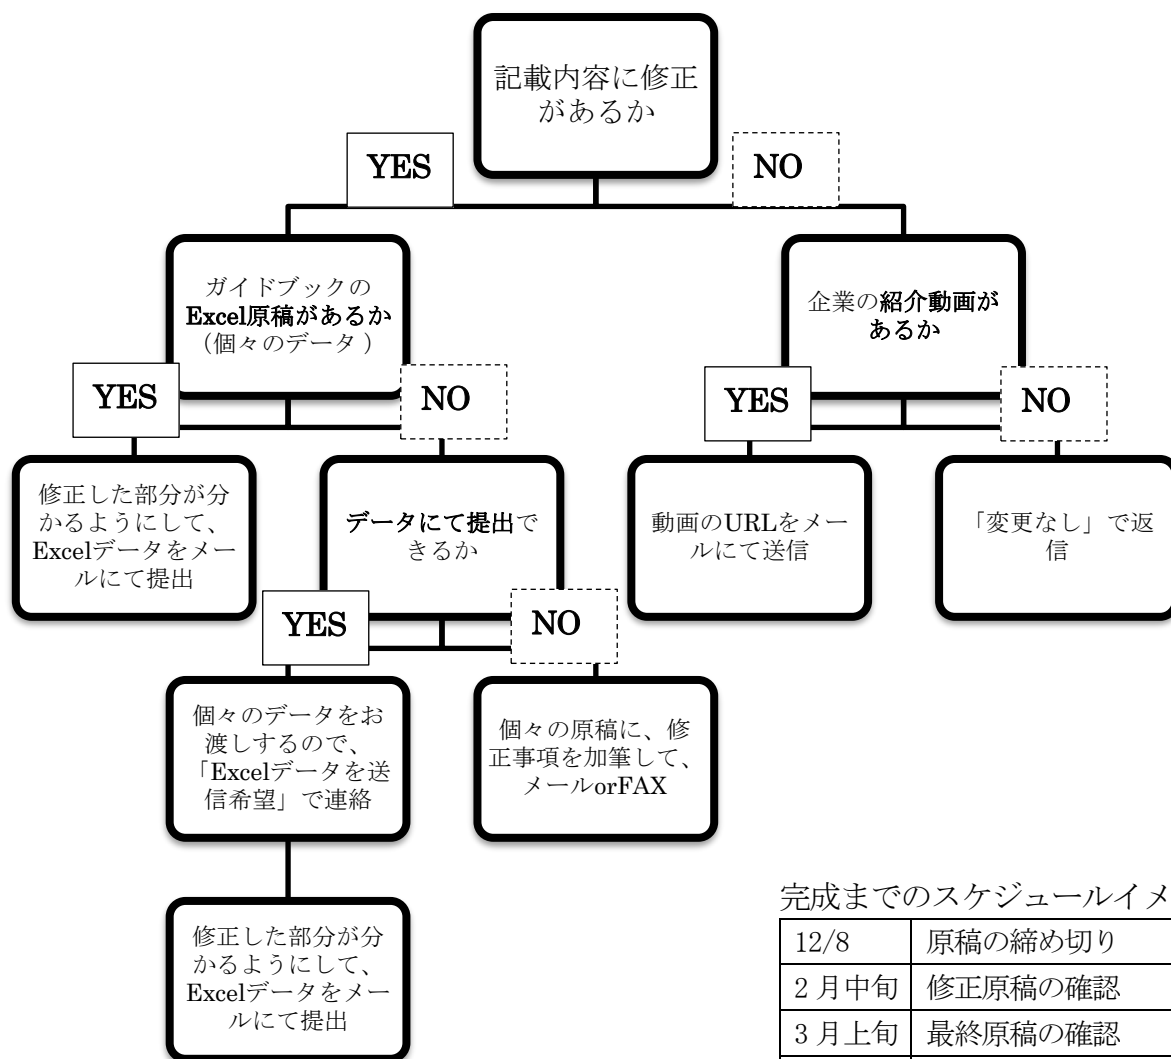 記載内容に修正
があるか
YES
NO
ガイドブックの
Excel原稿があるか
（個々のデータ）
企業の紹介動画が
あるか
YES
NO
YES
NO
修正した部分が分
かるようにして、
Excelデータをメー
ルにて提出
データにて提出で
きるか
動画のURLをメー
ルにて送信
「変更なし」で返
信
YES
NO
個々のデータをお
渡しするので、
「Excelデータを送
信希望」で連絡
個々の原稿に、修
正事項を加筆して、
メールorFAX
修正した部分が分
かるようにして、
Excelデータをメー
ルにて提出
完成までのスケジュールイメ
12/8 原稿の締め切り
2月中旬 修正原稿の確認
3月上旬 最終原稿の確認